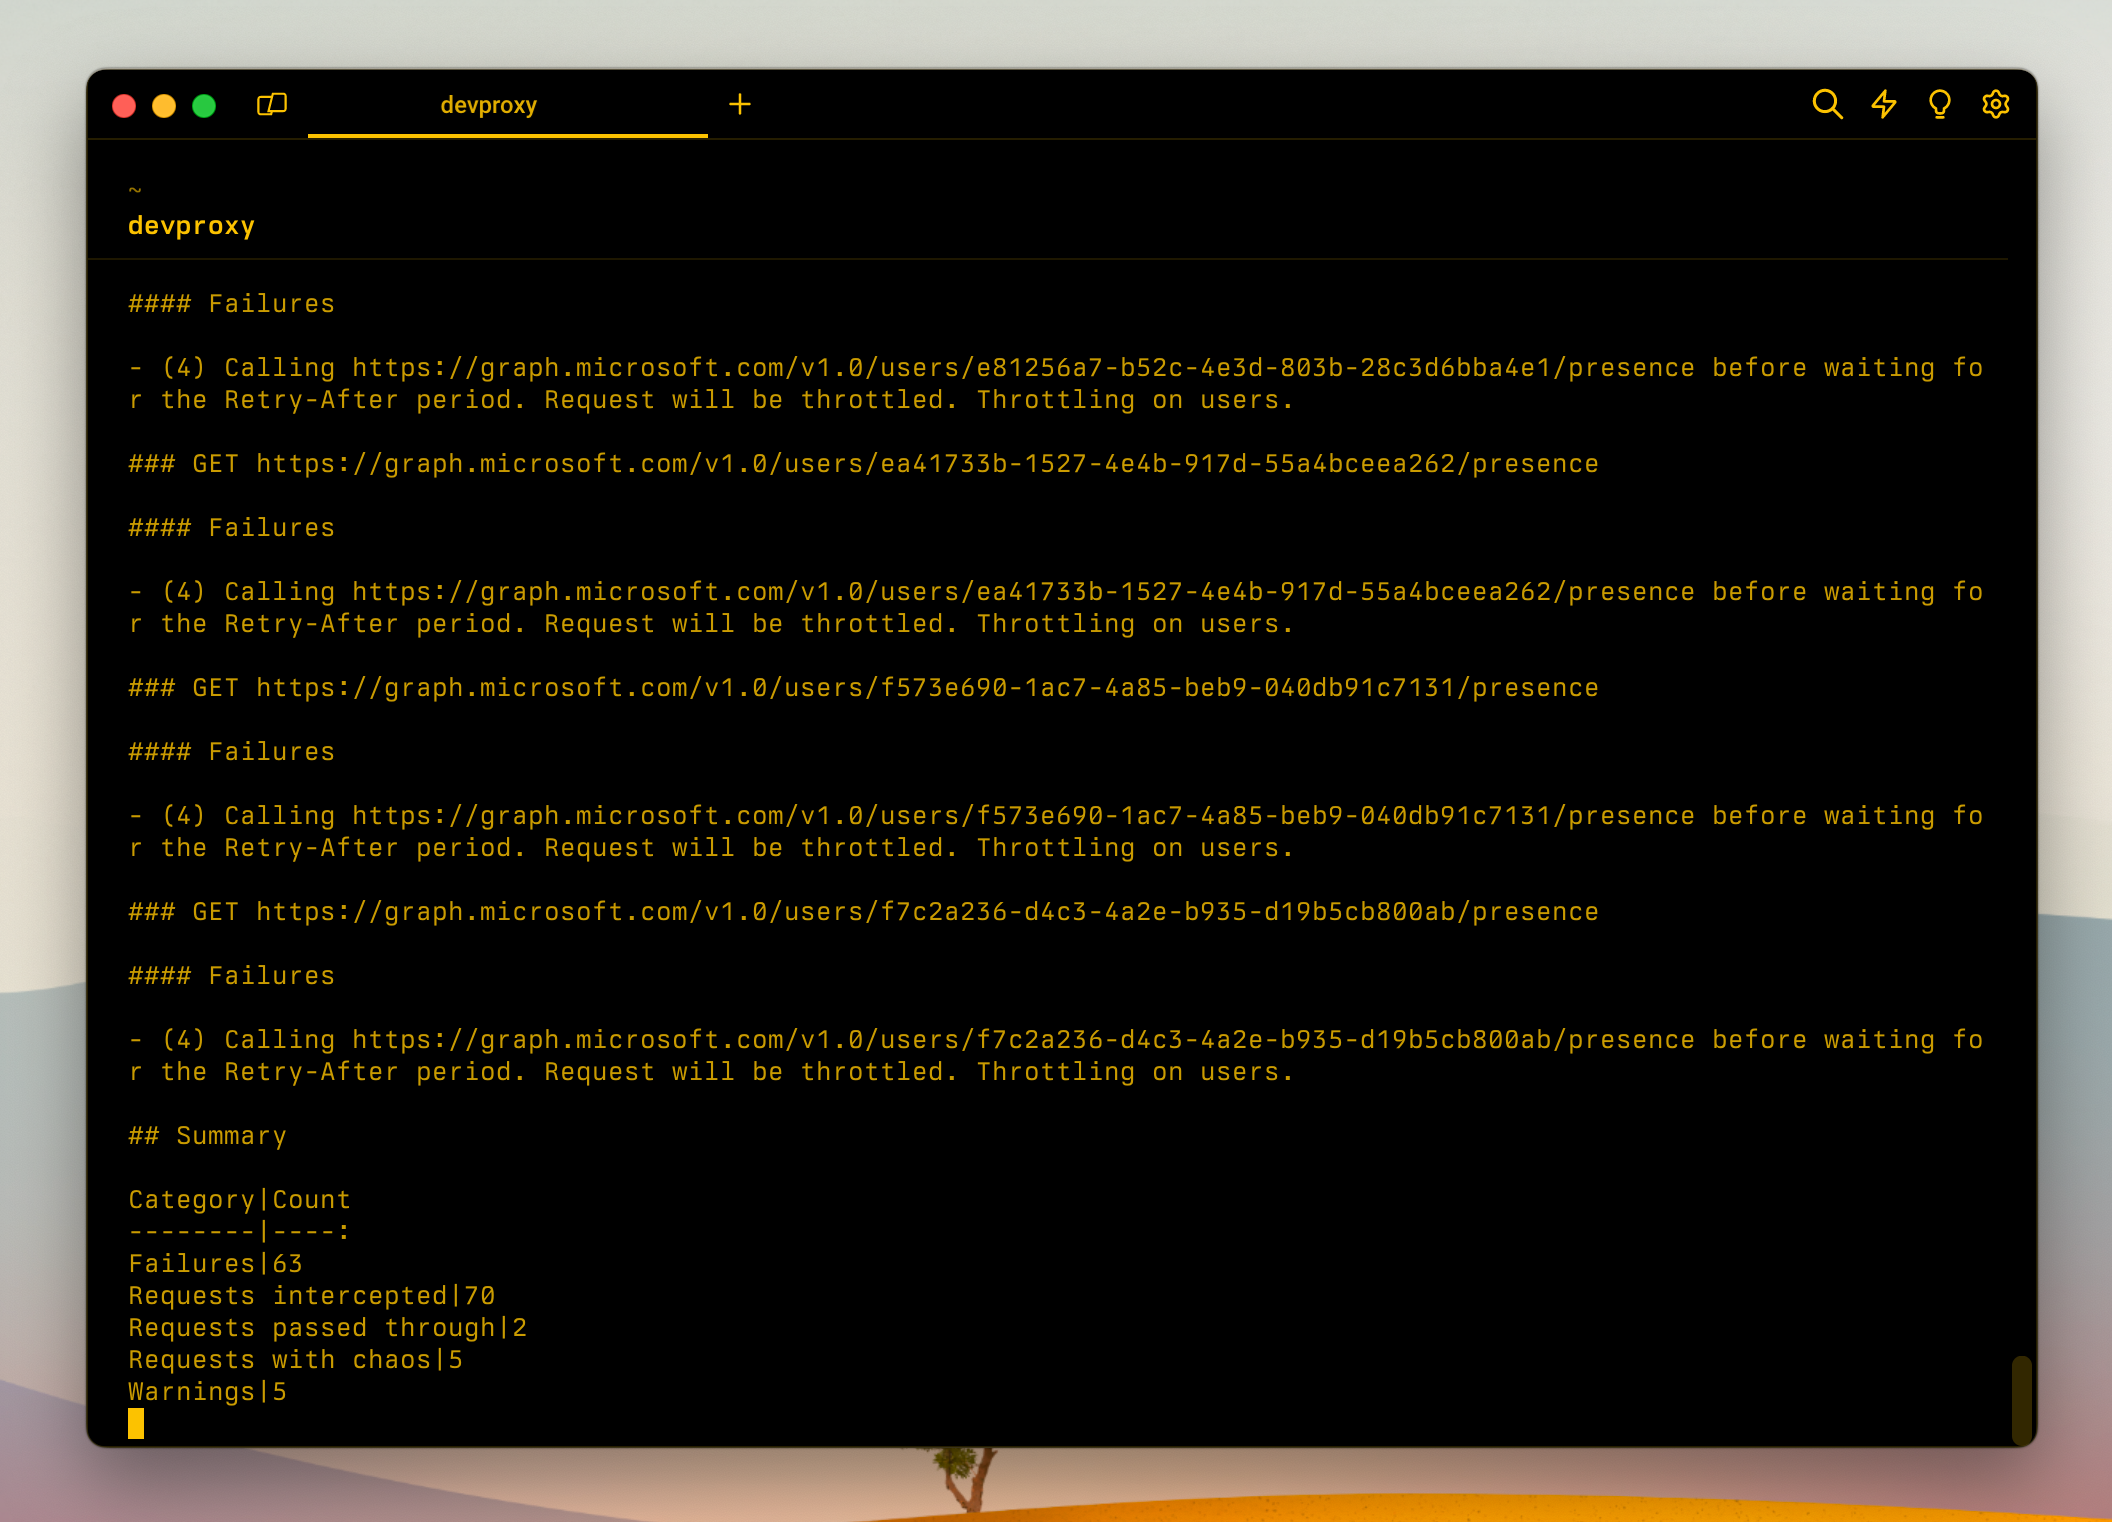 devproxy
~
devproxy
#### Failures
- (4) Calling https://graph.microsoft.com/v1.0/users/e81256a7-b52c-4e3d-803b-28c3d6bba4e1/presence before waiting fo
r the Retry-After period. Request will be throttled. Throttling on users.
### GET https://graph.microsoft.com/v1.0/users/ea41733b-1527-4e4b-917d-55a4bceea262/presence
#### Failures
- (4) Calling https://graph.microsoft.com/v1.0/users/ea41733b-1527-4e4b-917d-55a4bceea262/presence before waiting fo
r the Retry-After period. Request will be throttled. Throttling on users.
### GET https://graph.microsoft.com/v1.0/users/f573e690-1ac7-4a85-beb9-040db91c7131/presence
#### Failures
- (4) Calling https://graph.microsoft.com/v1.0/users/f573e690-1ac7-4a85-beb9-040db91c7131/presence before waiting fo
r the Retry-After period. Request will be throttled. Throttling on users.
### GET https://graph.microsoft.com/v1.0/users/f7c2a236-d4c3-4a2e-b935-d19b5cb800ab/presence
#### Failures
- (4) Calling https://graph.microsoft.com/v1.0/users/f7c2a236-d4c3-4a2e-b935-d19b5cb800ab/presence before waiting fo
r the Retry-After period. Request will be throttled. Throttling on users.
## Summary
Category|Count
--------|----:
Failures|63
Requests intercepted|70
Requests passed through|2
Requests with chaos|5
Warnings|5